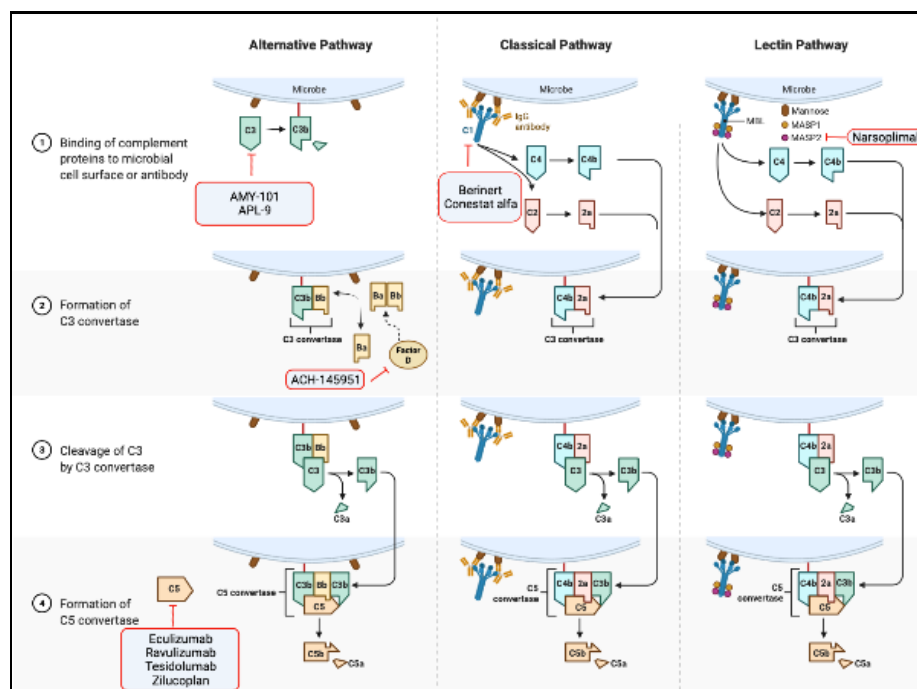 Alternative Pathway
Classical Pathway
Lectin Pathway
1
Binding of complement
proteins to microbial
cell surface or antibody
Microbe
C3
C3b
AMY-101
APL-9
Microbe
IgG
antibody
C1
C4
C4b
C2
2a
Berinert
Conestat alfa
Microbe
MBL
Mannose
MASP1
MASP2
Narsoplimal
C4
C4b
C2
2a
2
Formation of
C3 convertase
C3b
Bb
C3 convertase
Ba
Bb
Ba
Factor
D
ACH-145951
C4b
2a
C3 convertase
C4b
2a
C3 convertase
3
Cleavage of C3
by C3 convertase
C3b
Bb
C3
C3b
C3a
C4b
2a
C3
C3b
C3a
C4b
2a
C3
C3b
C3a
4
Formation of
C5 convertase
C5
Eculizumab
Ravulizumab
Tesidolumab
Zilucoplan
C5 convertase
C3b
Bb
C3b
C5
C5b
C5a
C5
convertase
C4b
2a
C3b
C5
C5b
C5a
C5
convertase
C4b
2a
C3b
C5
C5b
C5a